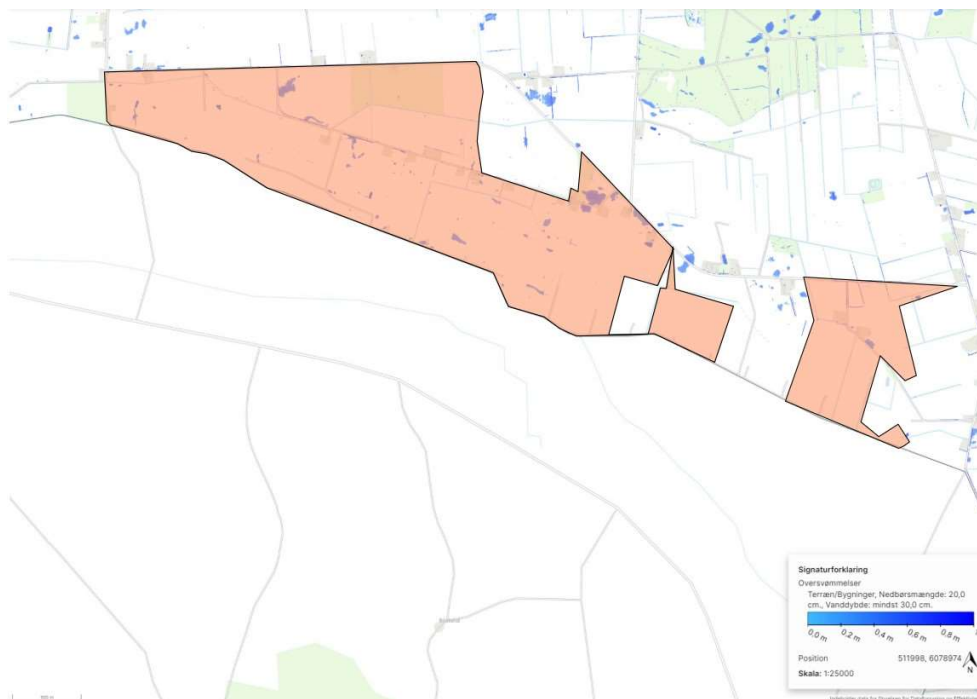 Signaturforklaring
Oversvømmelser
Terræn/Bygninger, Nedbørsmængde: 20,0
cm., Vanddybde: mindst 30,0 cm.
0,0 m 0,2 m 0,4 m 0,6 m 0,8 m
Position 511998, 6078974
Skala: 1:25000
N